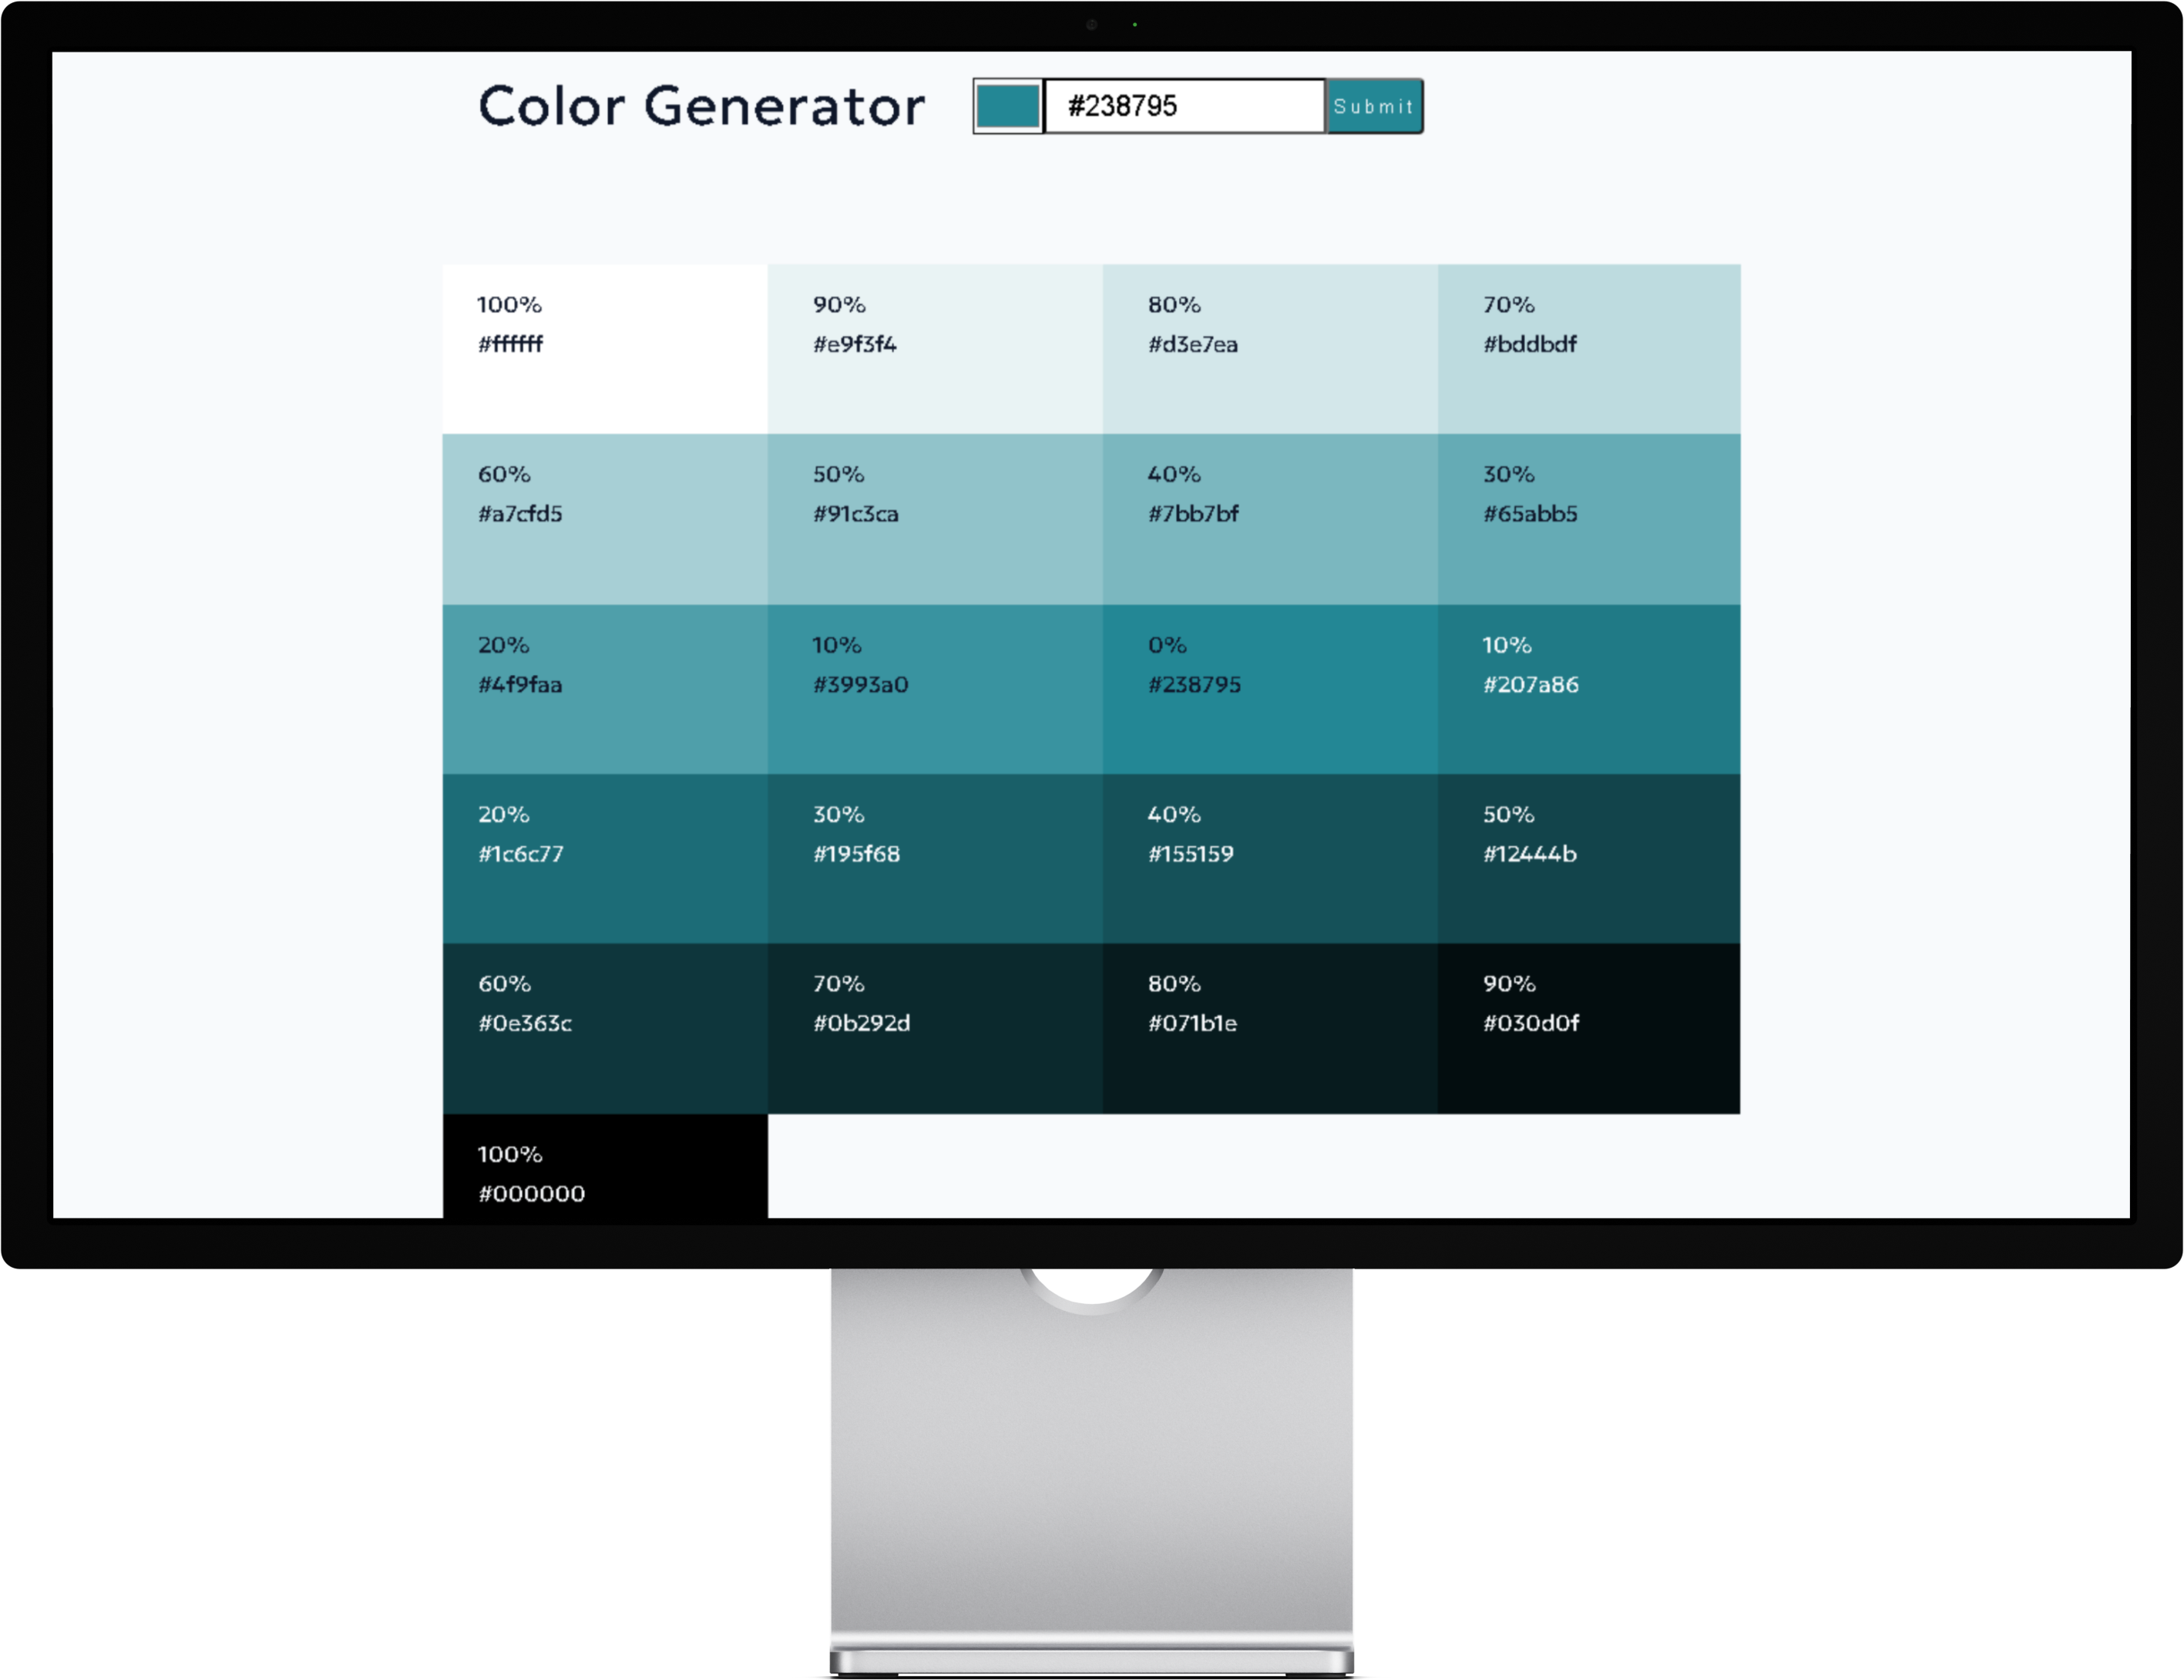 Color Generator
#238795
Submit
100%
#ffffff
90%
#e9f3f4
80%
#d3e7ea
70%
#bddbdf
60%
#a7cfd5
50%
#91c3ca
40%
#7bb7bf
30%
#65abb5
20%
#4f9faa
10%
#3993a0
0%
#238795
10%
#207a86
20%
#1c6c77
30%
#195f68
40%
#155159
50%
#12444b
60%
#0e363c
70%
#0b292d
80%
#071b1e
90%
#030d0f
100%
#000000